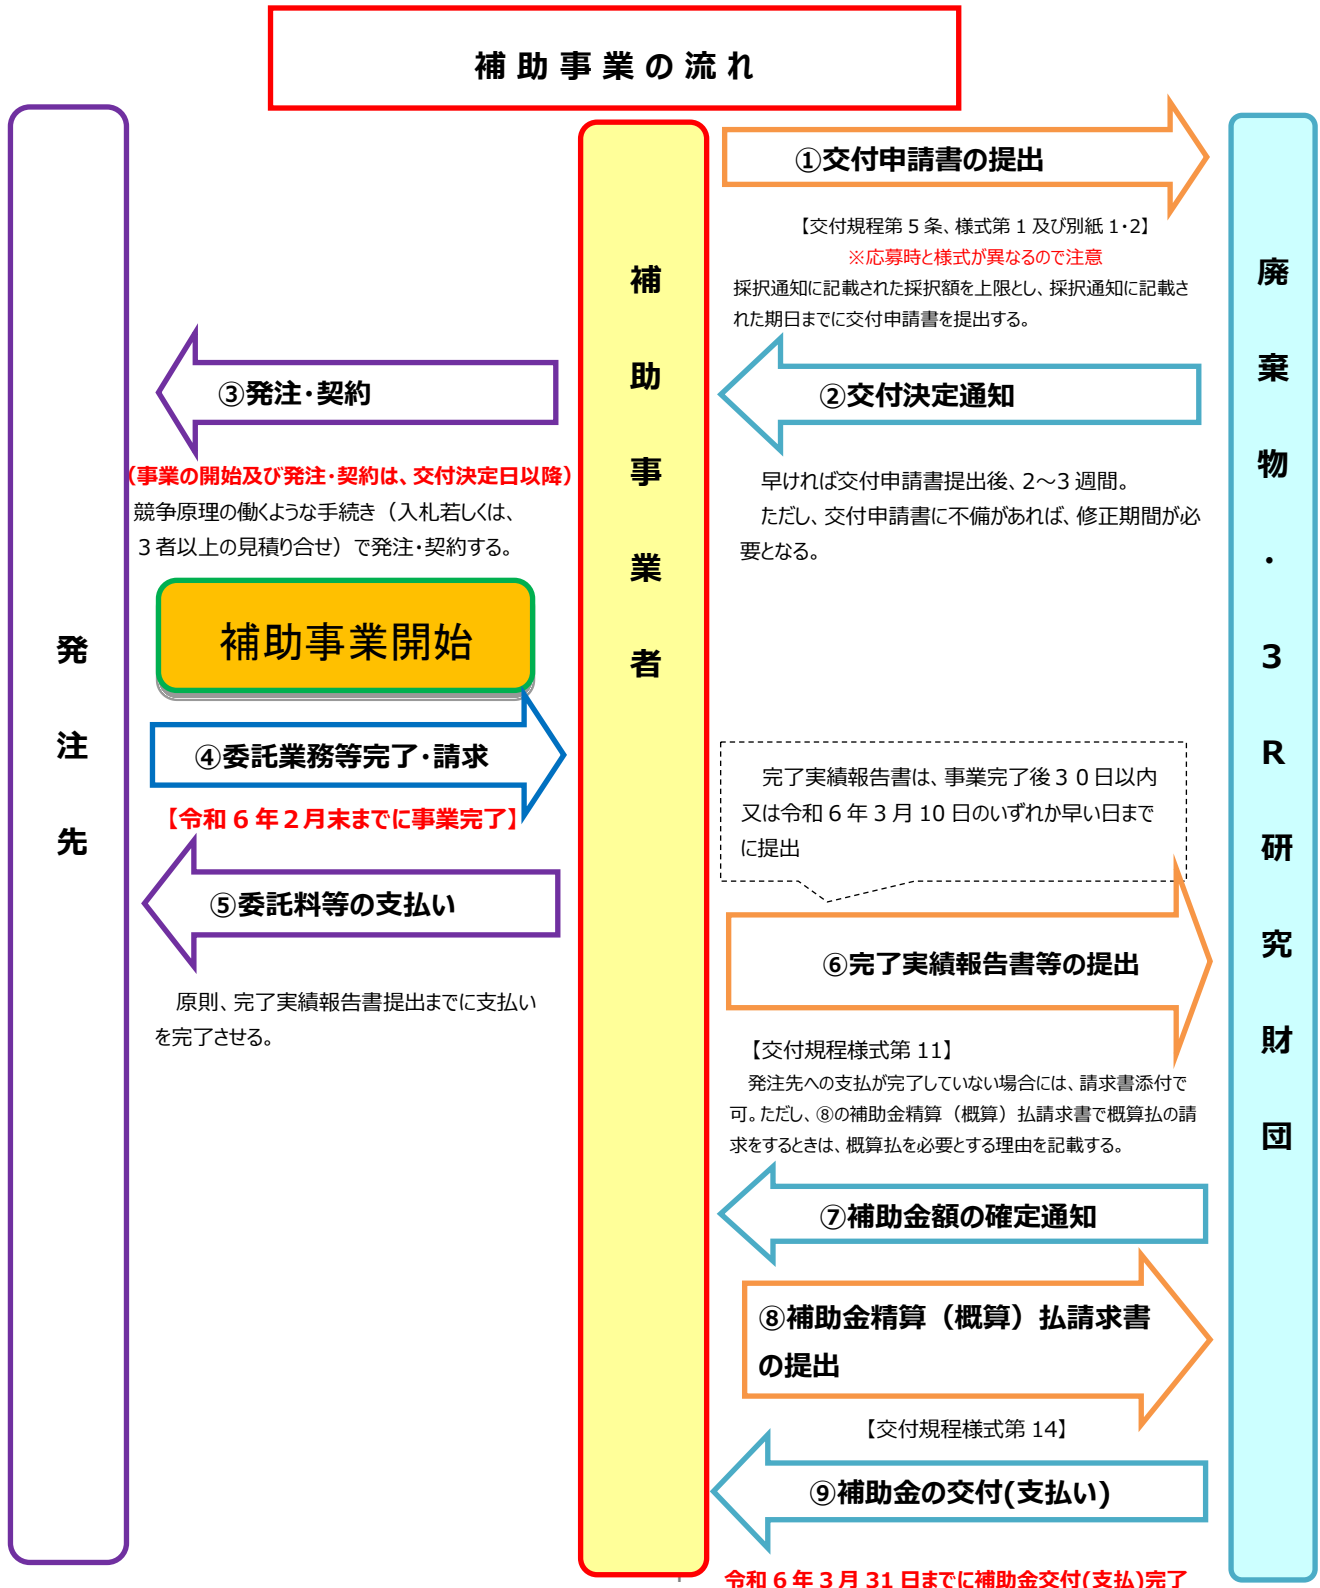 補助事業の流れ
①交付申請書の提出
【交付規程第5条、様式第1及び別紙1・2】
※応募時と様式が異なるので注意
採択通知に記載された採択額を上限とし、採択通知に記載さ
れた期日までに交付申請書を提出する。
②交付決定通知
早ければ交付申請書提出後、2～3週間。
ただし、交付申請書に不備があれば、修正期間が必
要となる。
③発注・契約
（事業の開始及び発注・契約は、交付決定日以降）
競争原理の働くような手続き（入札若しくは、
３者以上の見積り合せ）で発注・契約する。
補助事業開始
④委託業務等完了・請求
【令和6年２月末までに事業完了】
⑤委託料等の支払い
原則、完了実績報告書提出までに支払い
を完了させる。
完了実績報告書は、事業完了後３０日以内
又は令和6年3月10日のいずれか早い日まで
に提出
⑥完了実績報告書等の提出
【交付規程様式第11】
発注先への支払が完了していない場合には、請求書添付で
可。ただし、⑧の補助金精算（概算）払請求書で概算払の請
求をするときは、概算払を必要とする理由を記載する。
⑦補助金額の確定通知
⑧補助金精算（概算）払請求書
の提出
【交付規程様式第14】
⑨補助金の交付(支払い)
令和6年3月31日までに補助金交付(支払)完了
発注先
補助事業者
廃棄物・3R研究財団